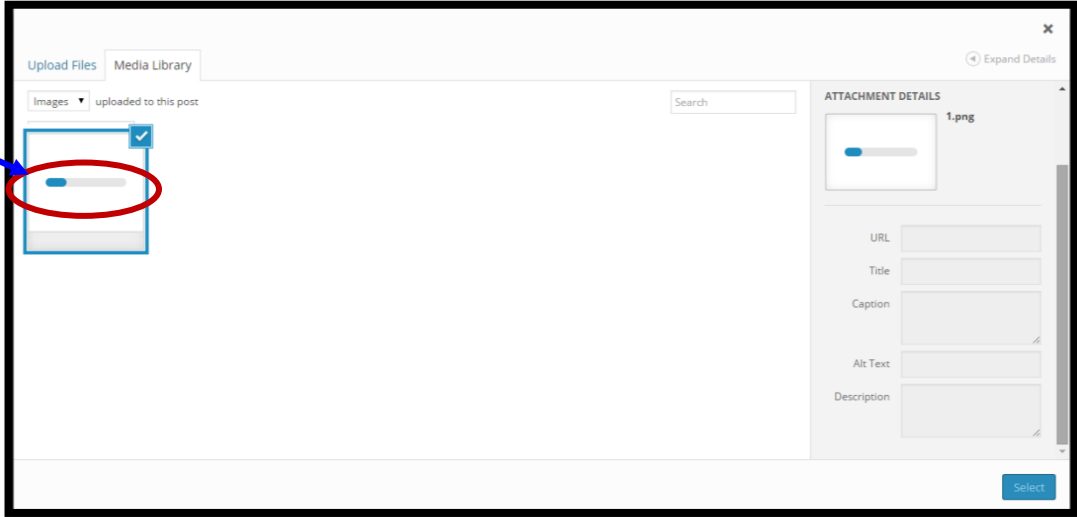 ×
Upload Files Media Library
Expand Details
Images ▼ uploaded to this post
Search
ATTACHMENT DETAILS
1.png
URL
Title
Caption
Alt Text
Description
Select